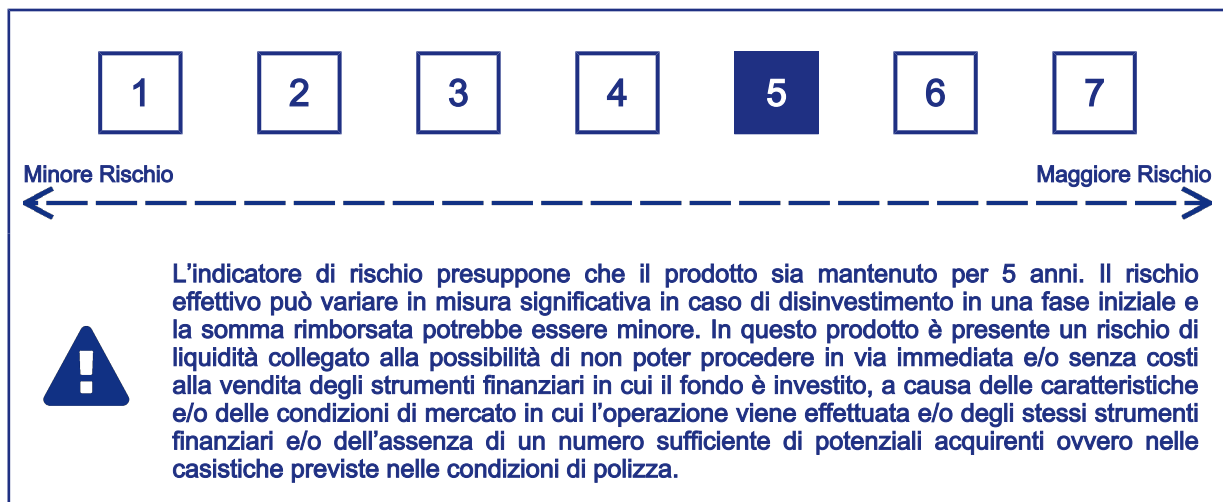 1 2 3 4 5 6 7
Minore Rischio Maggiore Rischio
L’indicatore di rischio presuppone che il prodotto sia mantenuto per 5 anni. Il rischio
effettivo può variare in misura significativa in caso di disinvestimento in una fase iniziale e
la somma rimborsata potrebbe essere minore. In questo prodotto è presente un rischio di
liquidità collegato alla possibilità di non poter procedere in via immediata e/o senza costi
alla vendita degli strumenti finanziari in cui il fondo è investito, a causa delle caratteristiche
e/o delle condizioni di mercato in cui l’operazione viene effettuata e/o degli stessi strumenti
finanziari e/o dell’assenza di un numero sufficiente di potenziali acquirenti ovvero nelle
casistiche previste nelle condizioni di polizza.